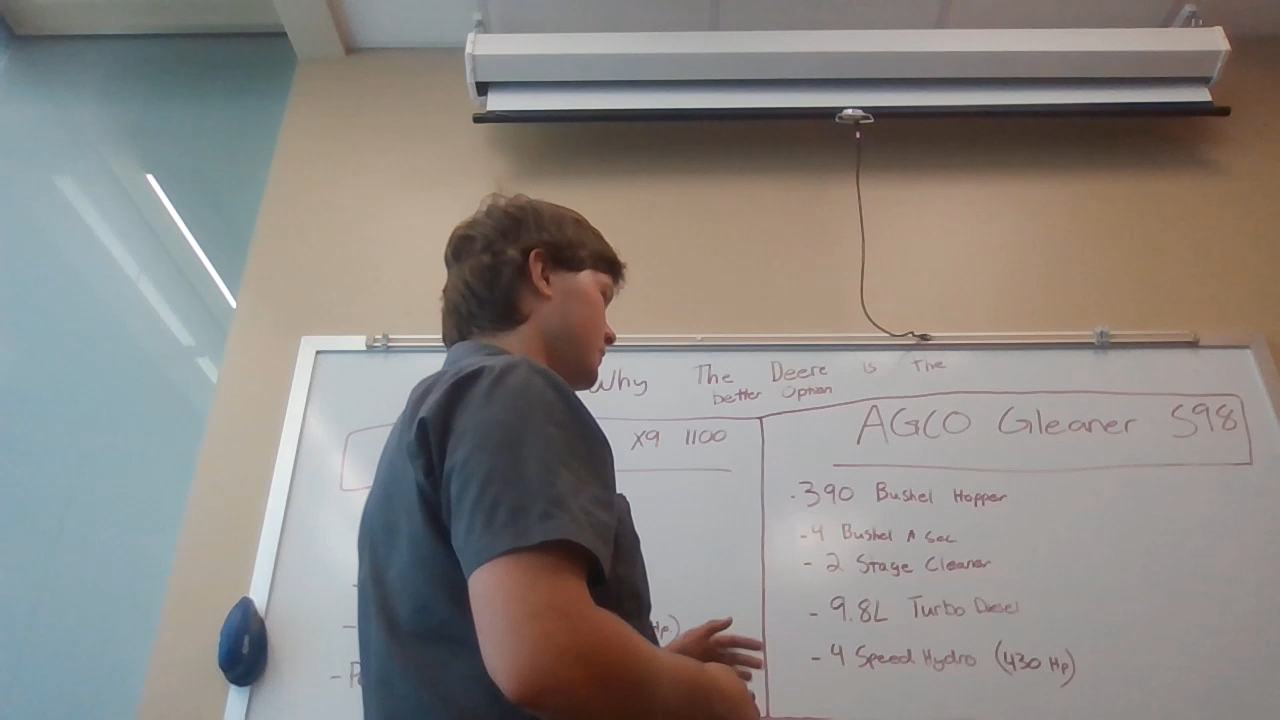 Why The Deere is The
better Option
X9 1100
AGCO Gleaner S98
.390 Bushel Hopper
-4 Bushel A Sec
- 2 Stage Cleaner
- 9.8L Turbo Diesel
- 4 Speed Hydro (430 Hp)
Hp)